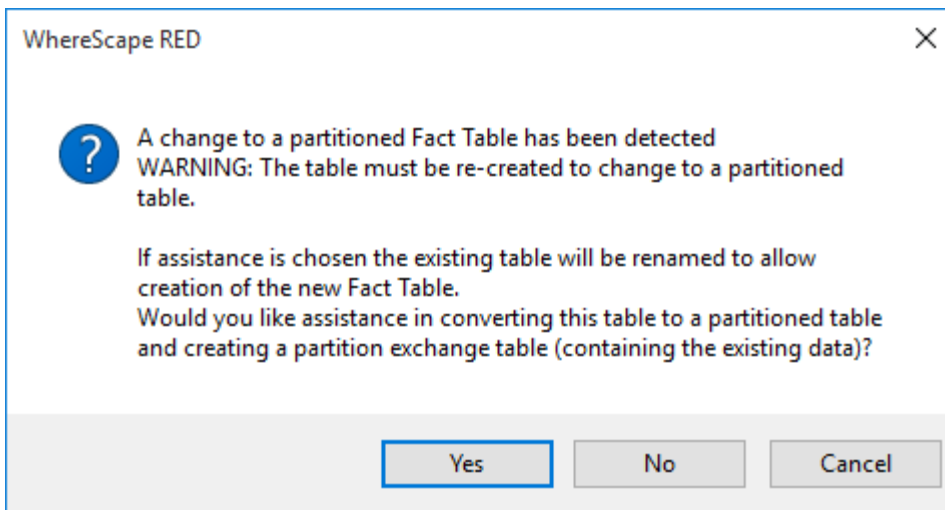 WhereScape RED
A change to a partitioned Fact Table has been detected
WARNING: The table must be re-created to change to a partitioned
table.
If assistance is chosen the existing table will be renamed to allow
creation of the new Fact Table.
Would you like assistance in converting this table to a partitioned table
and creating a partition exchange table (containing the existing data)?
Yes No Cancel